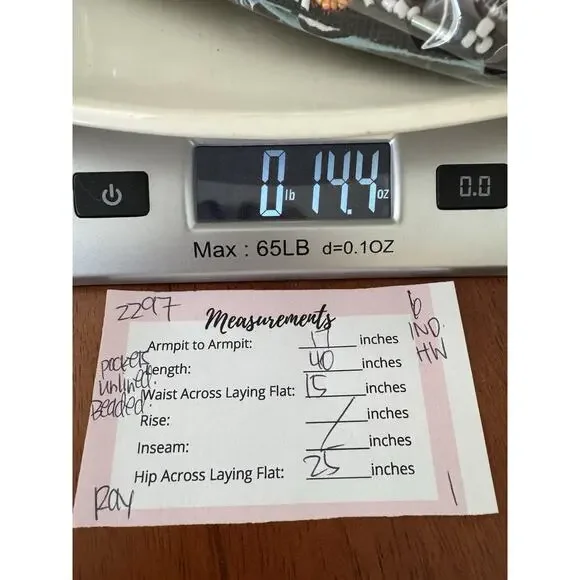 0 lb 14.4 oz
0.0
Max : 65LB d=0.1OZ
2297
Measurements
6
IND.
HW
pockets
unlined.
Beaded.
Armpit to Armpit: 17 inches
Length: 40 inches
Waist Across Laying Flat: 15 inches
Rise: / inches
Inseam: / inches
Hip Across Laying Flat: 25 inches
Ray
1